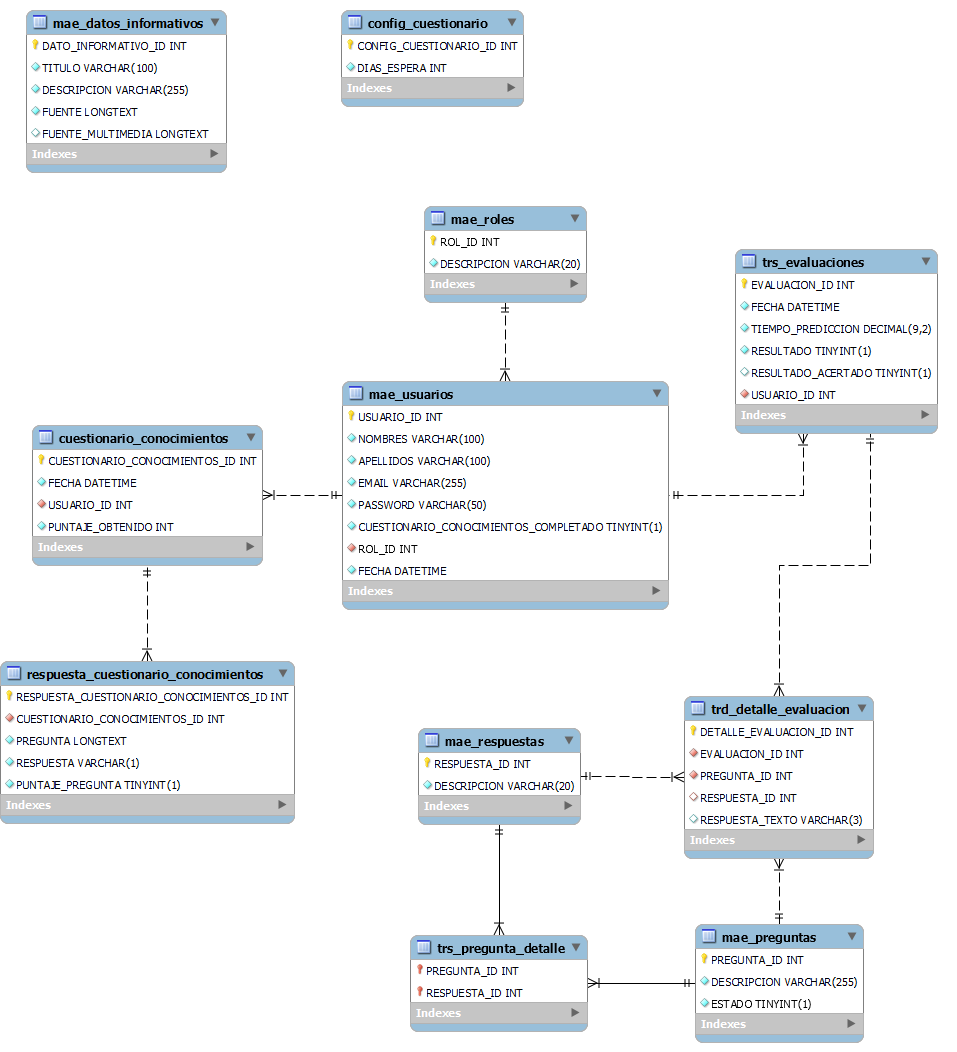 mae_datos_informativos
DATO_INFORMATIVO_ID INT
TITULO VARCHAR(100)
DESCRIPCION VARCHAR(255)
FUENTE LONGTEXT
FUENTE_MULTIMEDIA LONGTEXT
Indexes
config_cuestionario
CONFIG_CUESTIONARIO_ID INT
DIAS_ESPERA INT
Indexes
mae_roles
ROL_ID INT
DESCRIPCION VARCHAR(20)
Indexes
trs_evaluaciones
EVALUACION_ID INT
FECHA DATETIME
TIEMPO_PREDICCION DECIMAL(9,2)
RESULTADO TINYINT(1)
RESULTADO_ACERTADO TINYINT(1)
USUARIO_ID INT
Indexes
mae_usuarios
USUARIO_ID INT
NOMBRES VARCHAR(100)
APELLIDOS VARCHAR(100)
EMAIL VARCHAR(255)
PASSWORD VARCHAR(50)
CUESTIONARIO_CONOCIMIENTOS_COMPLETADO TINYINT(1)
ROL_ID INT
FECHA DATETIME
Indexes
cuestionario_conocimientos
CUESTIONARIO_CONOCIMIENTOS_ID INT
FECHA DATETIME
USUARIO_ID INT
PUNTAJE_OBTENIDO INT
Indexes
respuesta_cuestionario_conocimientos
RESPUESTA_CUESTIONARIO_CONOCIMIENTOS_ID INT
CUESTIONARIO_CONOCIMIENTOS_ID INT
PREGUNTA LONGTEXT
RESPUESTA VARCHAR(1)
PUNTAJE_PREGUNTA TINYINT(1)
Indexes
trd_detalle_evaluacion
DETALLE_EVALUACION_ID INT
EVALUACION_ID INT
PREGUNTA_ID INT
RESPUESTA_ID INT
RESPUESTA_TEXTO VARCHAR(3)
Indexes
mae_respuestas
RESPUESTA_ID INT
DESCRIPCION VARCHAR(20)
Indexes
trs_pregunta_detalle
PREGUNTA_ID INT
RESPUESTA_ID INT
Indexes
mae_preguntas
PREGUNTA_ID INT
DESCRIPCION VARCHAR(255)
ESTADO TINYINT(1)
Indexes